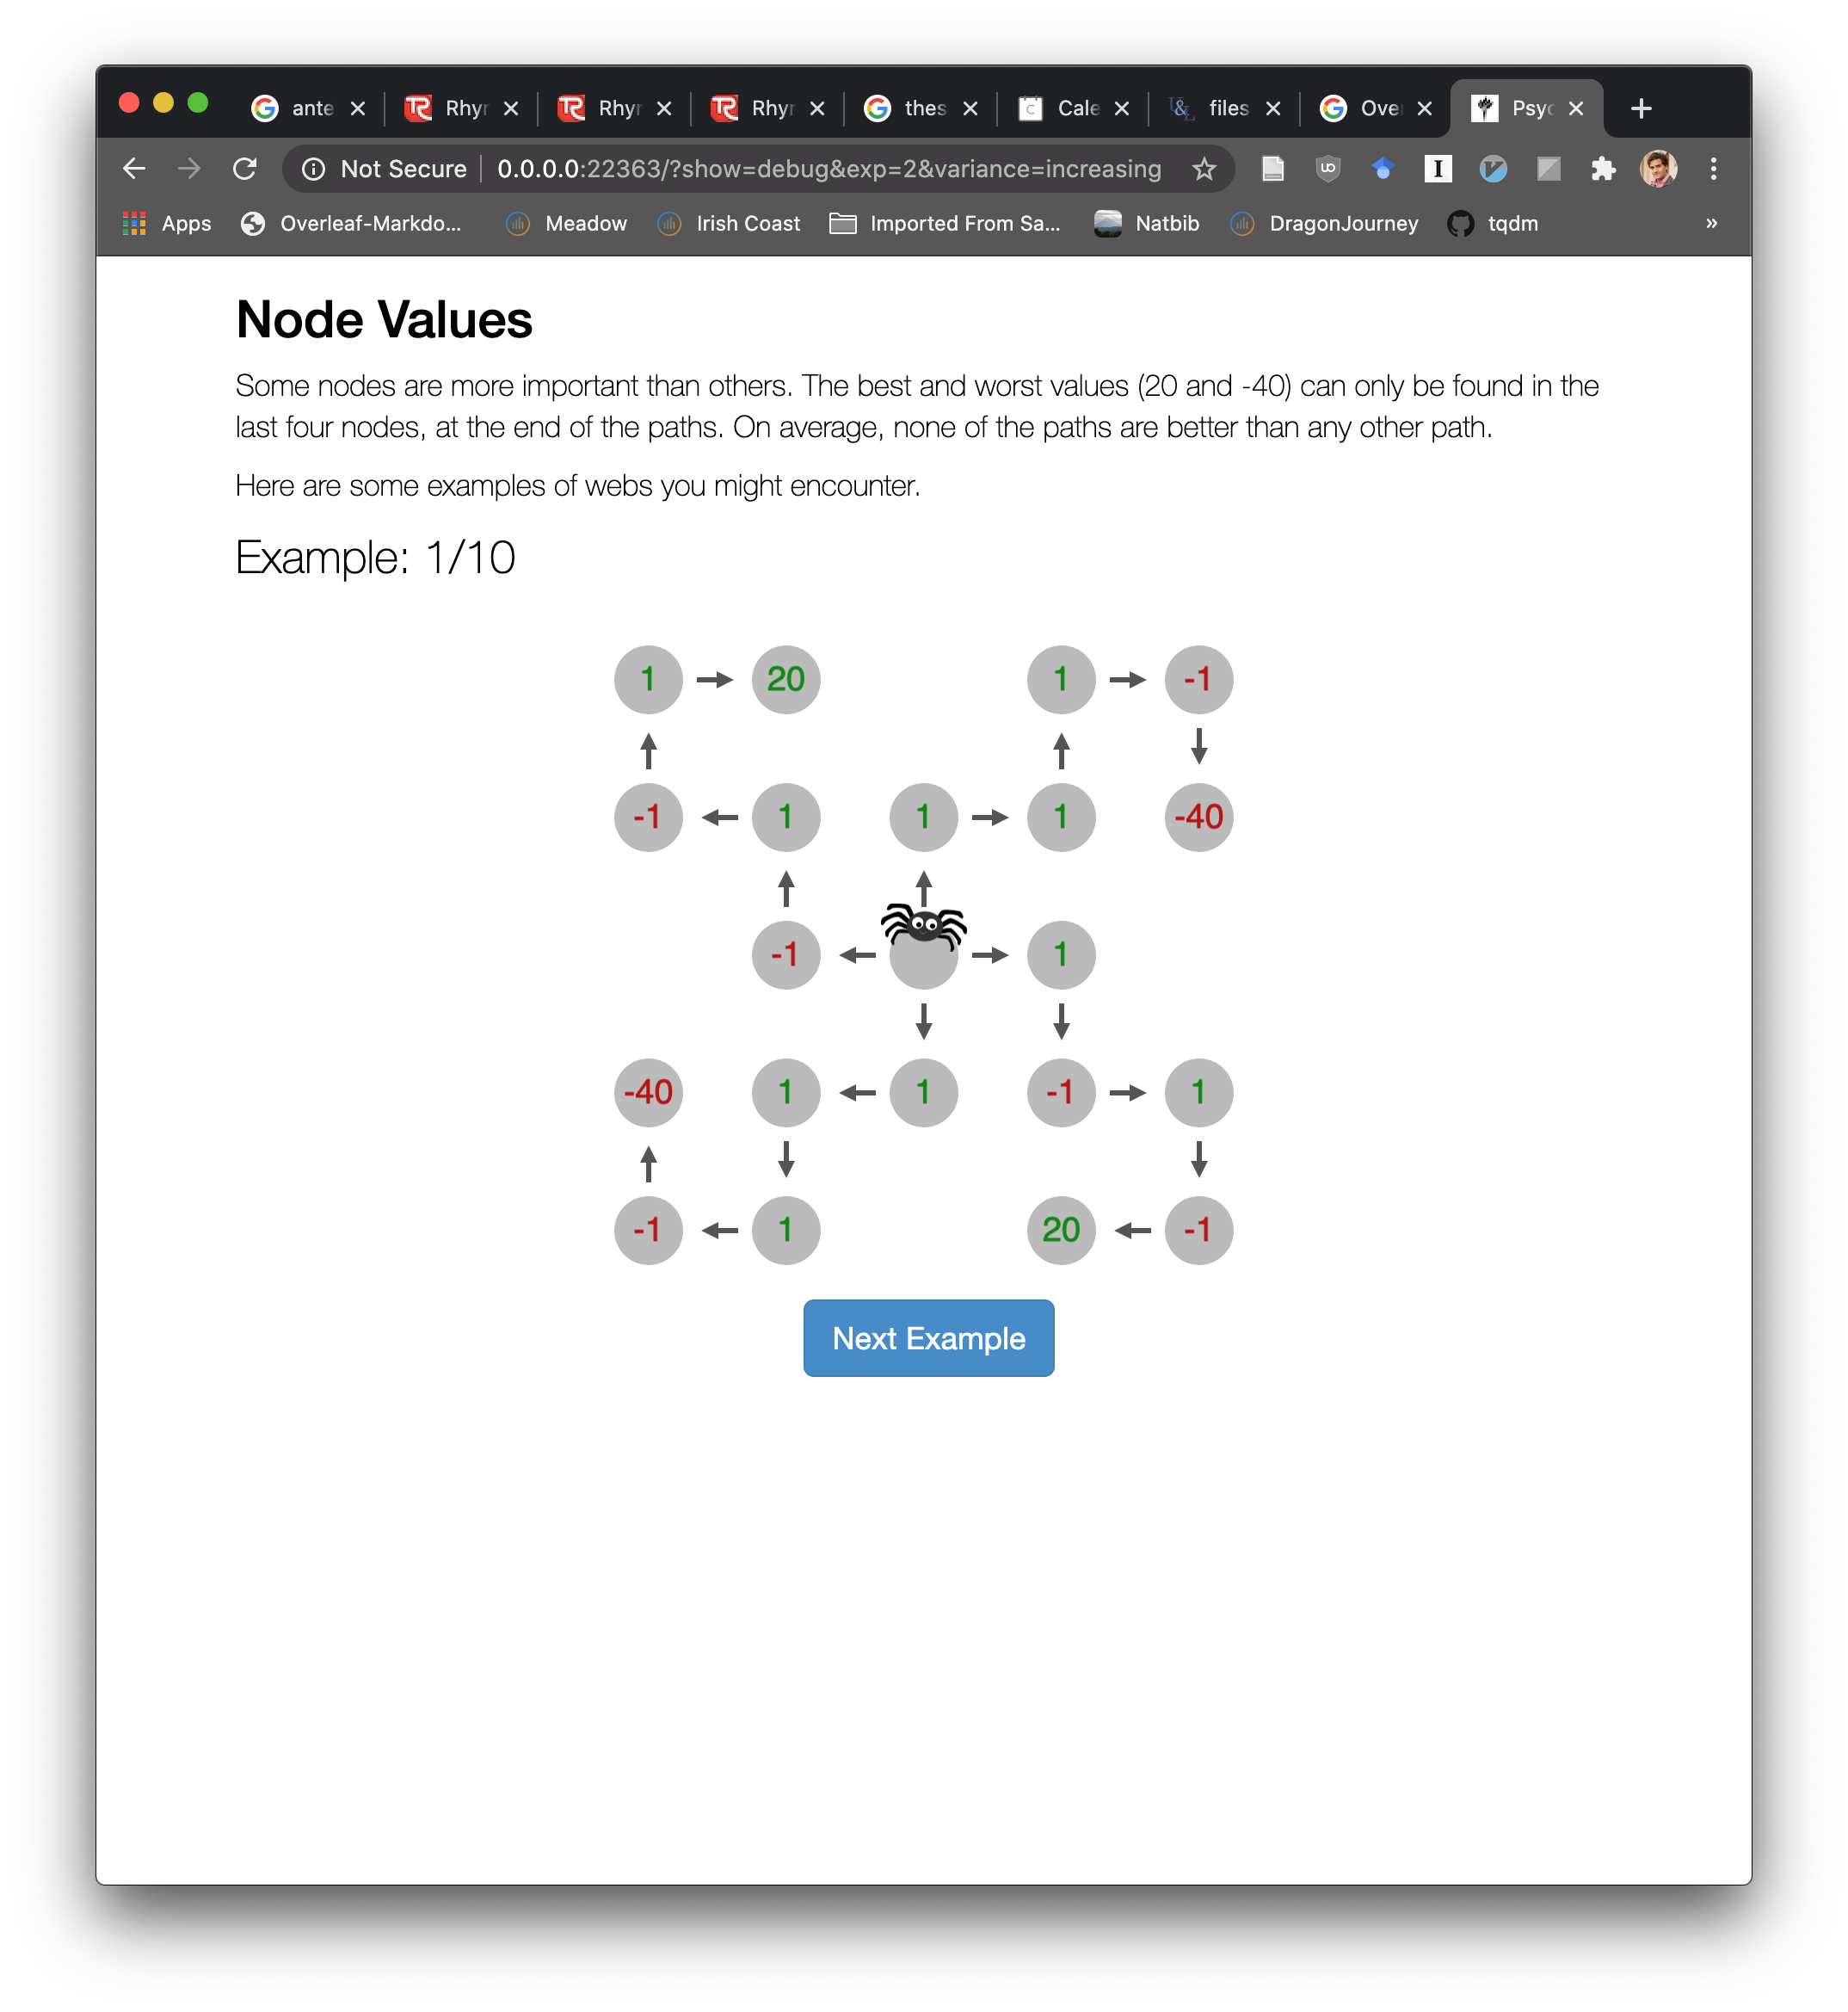 ante
Rhyr
Rhyr
Rhyr
thes
Cale
files
Over
Psyc
Not Secure
0.0.0.0:22363/?show=debug&exp=2&variance=increasing
Apps
Overleaf-Markdo...
Meadow
Irish Coast
Imported From Sa...
Natbib
DragonJourney
tqdm
»
Node Values
Some nodes are more important than others. The best and worst values (20 and -40) can only be found in the
last four nodes, at the end of the paths. On average, none of the paths are better than any other path.
Here are some examples of webs you might encounter.
Example: 1/10
1 20 1 -1
-1 1 1 1 -40
-1 1
-40 1 1 -1 1
-1 1 20 -1
Next Example